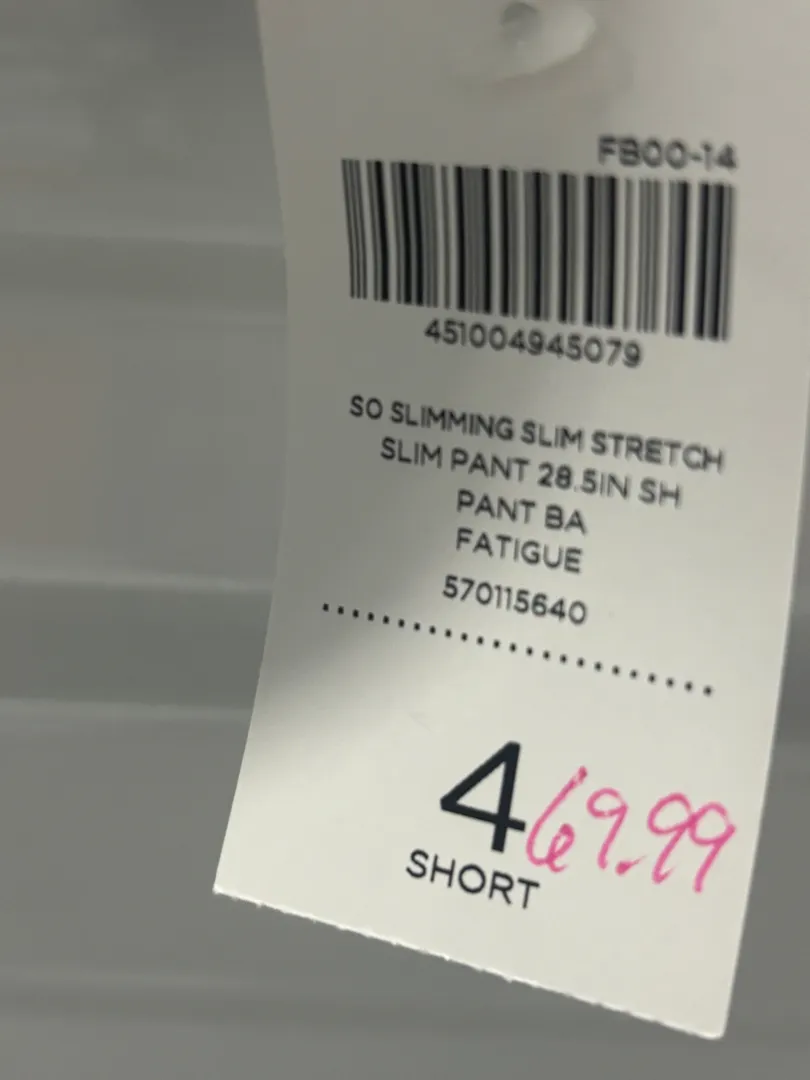 FB00-14
451004945079
SO SLIMMING SLIM STRETCH
SLIM PANT 28.5IN SH
PANT BA
FATIGUE
570115640
4 69.99
SHORT